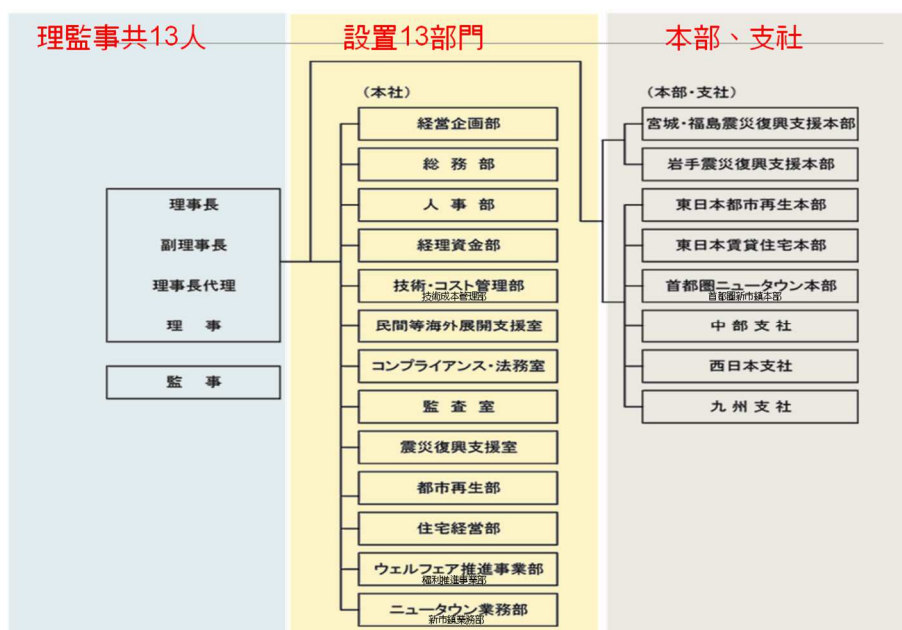 理監事共13人
設置13部門
本部、支社
理事長
副理事長
理事長代理
理 事
監 事
（本社）
経営企画部
総 務 部
人 事 部
経理資金部
技術・コスト管理部
技術成本管理部
民間等海外展開支援室
コンプライアンス・法務室
監 査 室
震災復興支援室
都市再生部
住宅経営部
ウェルフェア推進事業部
福利推進事業部
ニュータウン業務部
新市鎮業務部
（本部・支社）
宮城・福島震災復興支援本部
岩手震災復興支援本部
東日本都市再生本部
東日本賃貸住宅本部
首都圏ニュータウン本部
首都圏新市鎮本部
中 部 支 社
西日本支社
九 州 支 社